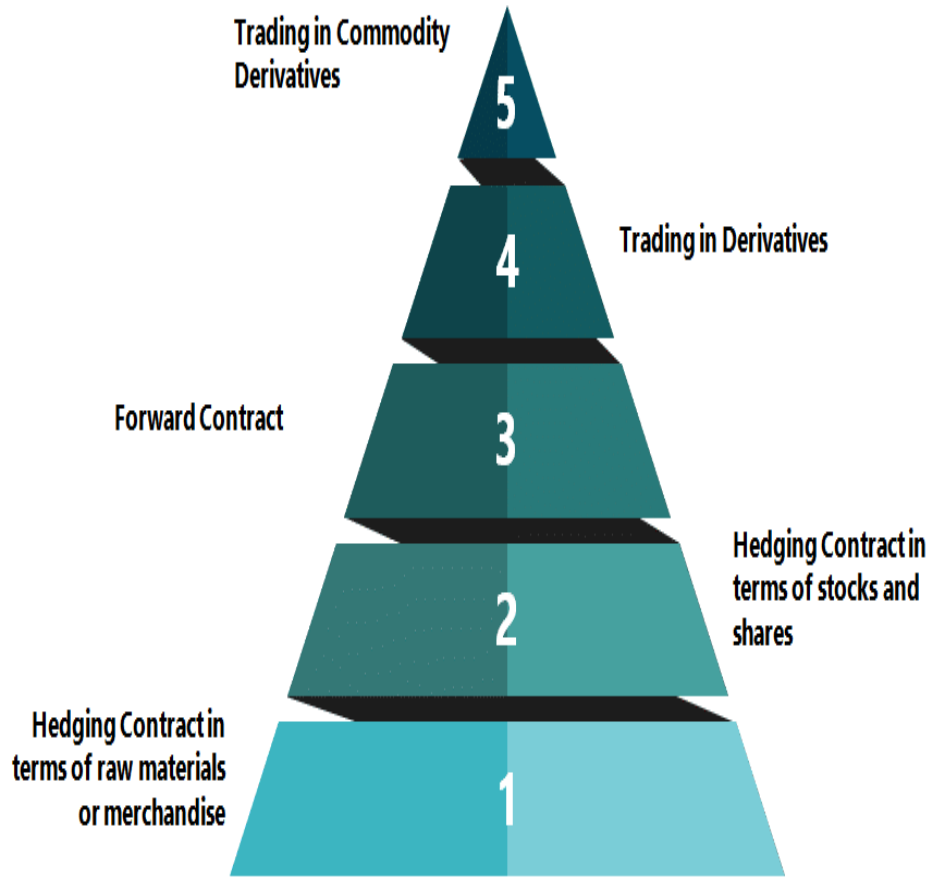 Trading in Commodity
Derivatives
5
4
Trading in Derivatives
Forward Contract
3
Hedging Contract in
terms of stocks and
shares
2
Hedging Contract in
terms of raw materials
or merchandise
1